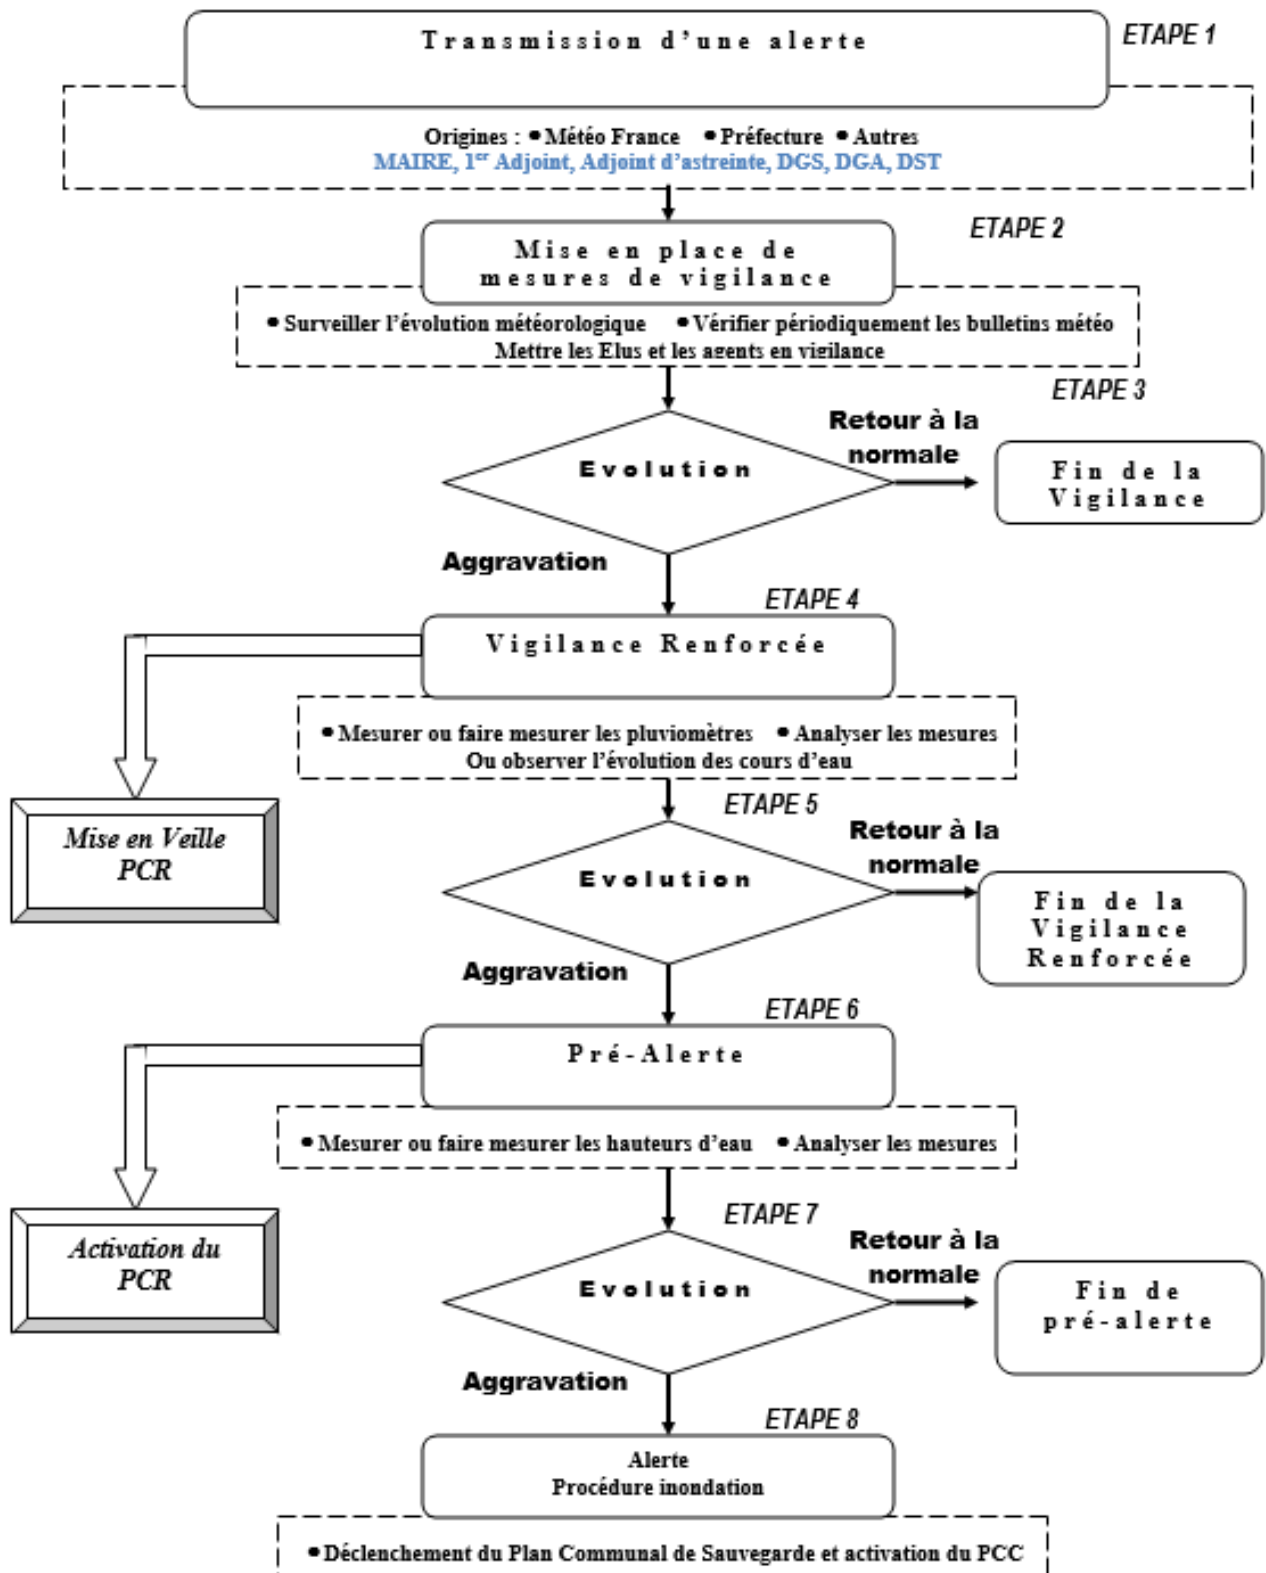 Transmission d'une alerte
ETAPE 1
Origines : • Météo France • Préfecture • Autres
MAIRE, 1er Adjoint, Adjoint d'astreinte, DGS, DGA, DST
ETAPE 2
Mise en place de
mesures de vigilance
• Surveiller l'évolution météorologique • Vérifier périodiquement les bulletins météo
Mettre les Elus et les agents en vigilance
ETAPE 3
Evolution
Retour à la
normale
Fin de la
Vigilance
Aggravation
ETAPE 4
Vigilance Renforcée
• Mesurer ou faire mesurer les pluviomètres • Analyser les mesures
Ou observer l'évolution des cours d'eau
Mise en Veille
PCR
ETAPE 5
Evolution
Retour à la
normale
Fin de la
Vigilance
Renforcée
Aggravation
ETAPE 6
Pré-Alerte
• Mesurer ou faire mesurer les hauteurs d'eau • Analyser les mesures
Activation du
PCR
ETAPE 7
Evolution
Retour à la
normale
Fin de
pré-alerte
Aggravation
ETAPE 8
Alerte
Procédure inondation
• Déclenchement du Plan Communal de Sauvegarde et activation du PCC